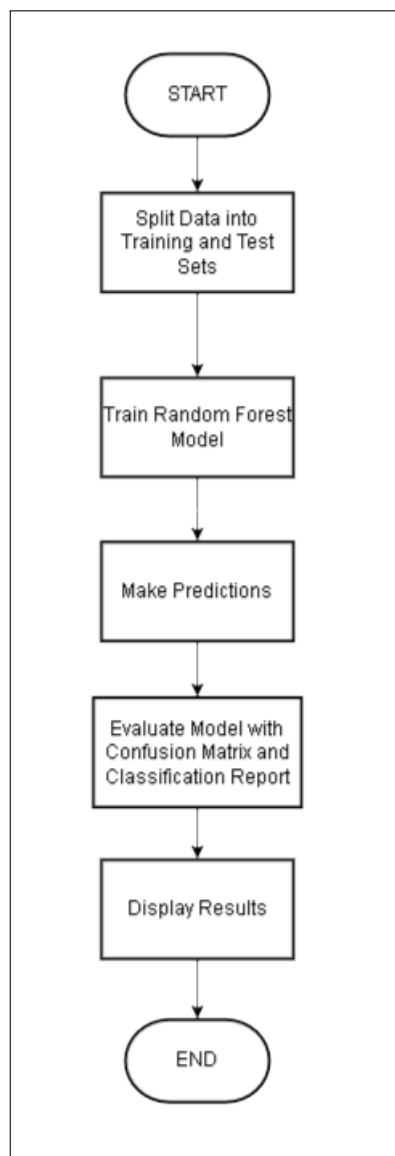 START
Split Data into
Training and Test
Sets
Train Random Forest
Model
Make Predictions
Evaluate Model with
Confusion Matrix and
Classification Report
Display Results
END